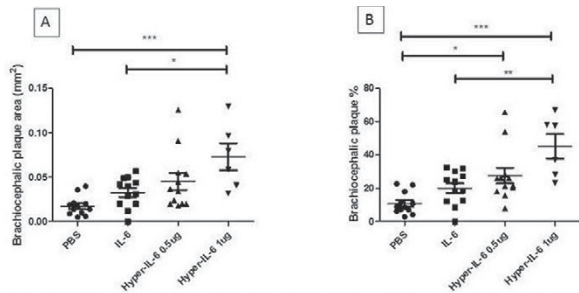 A
***
*
Brachiocephalic plaque area (mm²)
0.15
0.10
0.05
0.00
PBS
IL-6
Hyper-IL-6 0.5ug
Hyper-IL-6 1ug
B
***
*
**
Brachiocephalic plaque %
80
60
40
20
0
PBS
IL-6
Hyper-IL-6 0.5ug
Hyper-IL-6 1ug